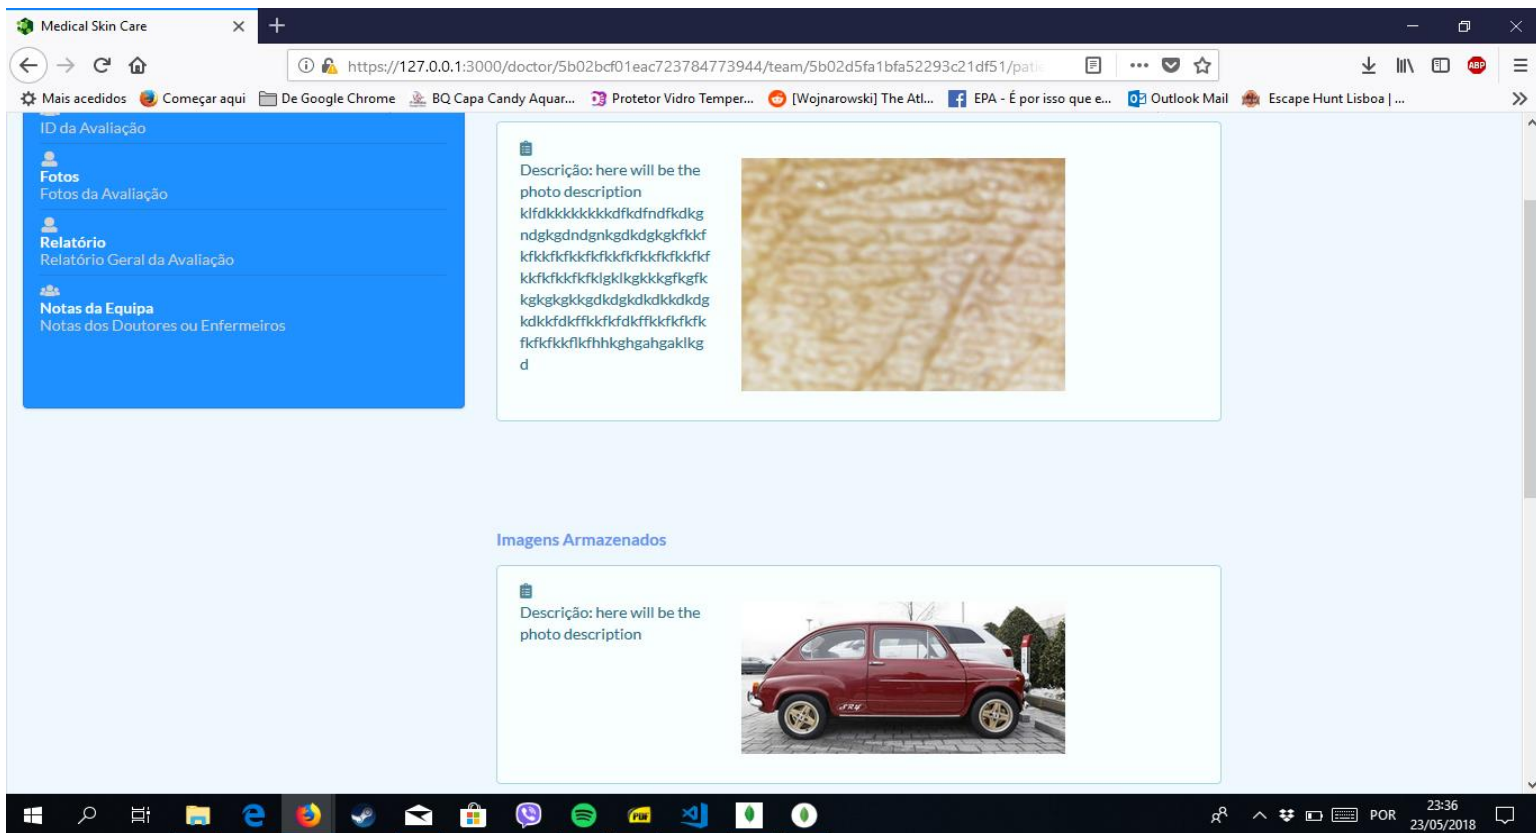 Medical Skin Care
https://127.0.0.1:3000/doctor/5b02bcf01eac723784773944/team/5b02d5fa1bfa52293c21df51/patie
ABP
Mais acedidos Começar aqui De Google Chrome BQ Capa Candy Aquar... Protetor Vidro Temper... [Wojnarowski] The Atl... EPA - É por isso que e... Outlook Mail Escape Hunt Lisboa | ...
ID da Avaliação
Fotos
Fotos da Avaliação
Relatório
Relatório Geral da Avaliação
Notas da Equipa
Notas dos Doutores ou Enfermeiros
Descrição: here will be the
photo description
klfdkkkkkkkkdfkdfndfkdkg
ndgkgdndgnkgdkdgkgkfkkf
kfkkfkfkkfkfkkfkfkkfkfkkfkf
kkfkfkkfkfklgklkgkkkgfkgfk
kgkgkgkkgdkdgkdkdkkdkdg
kdkkfdkffkkfkfdkffkkfkfkfk
fkfkfkkflkfhhkghgahgaklkg
d
Imagens Armazenados
Descrição: here will be the
photo description
POR
23:36
23/05/2018